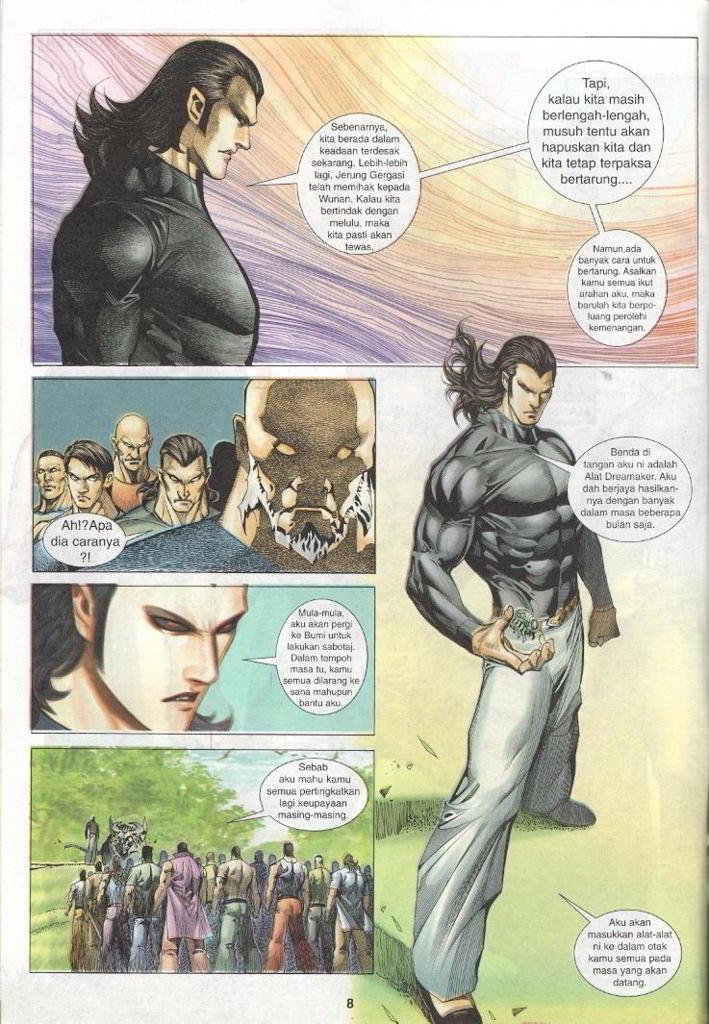 Sebenarnya,
kita berada dalam
keadaan terdesak
sekarang. Lebih-lebih
lagi, Jerung Gergasi
telah memihak kepada
Wunan. Kalau kita
bertindak dengan
melulu, maka
kita pasti akan
tewas.
Tapi,
kalau kita masih
berlengah-lengah,
musuh tentu akan
hapuskan kita dan
kita tetap terpaksa
bertarung....
Namun,ada
banyak cara untuk
bertarung. Asalkan
kamu semua ikut
arahan aku, maka
barulah kita berpe-
luang perolehi
kemenangan.
Ah!?Apa
dia caranya
?!
Benda di
tangan aku ni adalah
Alat Dreamaker. Aku
dah berjaya hasilkan-
nya dengan banyak
dalam masa beberapa
bulan saja.
Mula-mula,
aku akan pergi
ke Bumi untuk
lakukan sabotaj.
Dalam tempoh
masa tu, kamu
semua dilarang ke
sana mahupun
bantu aku.
Sebab
aku mahu kamu
semua pertingkatkan
lagi keupayaan
masing-masing.
Aku akan
masukkan alat-alat
ni ke dalam otak
kamu semua pada
masa yang akan
datang.
8